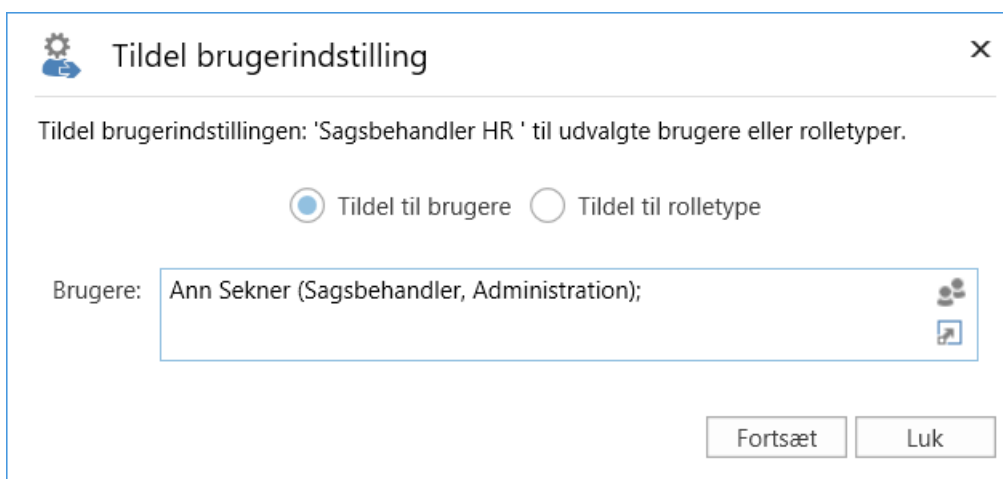 Tildel brugerindstilling
Tildel brugerindstillingen: 'Sagsbehandler HR ' til udvalgte brugere eller rolletyper.
Tildel til brugere Tildel til rolletype
Brugere: Ann Sekner (Sagsbehandler, Administration);
Fortsæt Luk